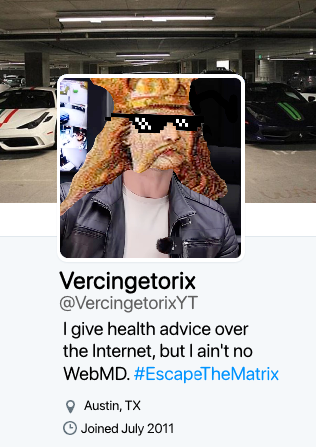 Vercingetorix
@VercingetorixYT
I give health advice over
the Internet, but I ain't no
WebMD. #EscapeTheMatrix
Austin, TX
Joined July 2011